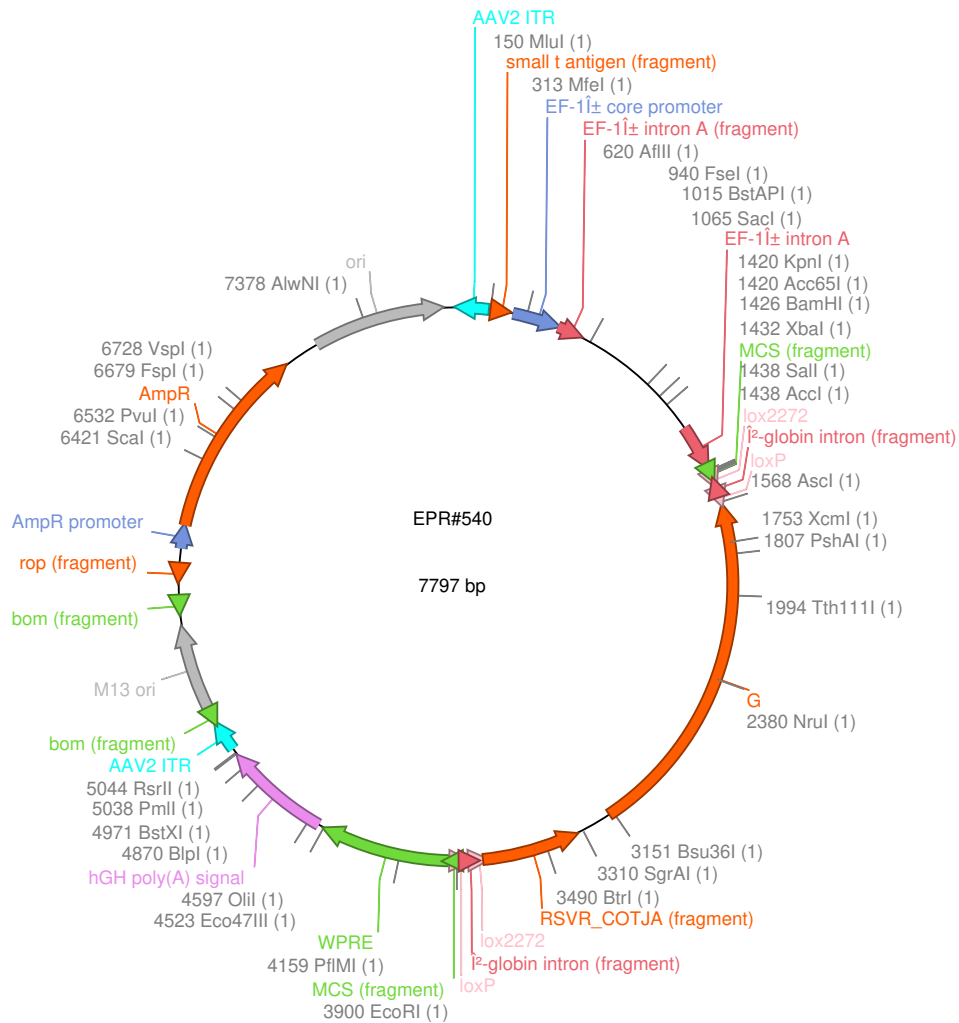 AAV2 ITR
150 MluI (1)
small t antigen (fragment)
313 MfeI (1)
EF-1Î± core promoter
EF-1Î± intron A (fragment)
620 AflII (1)
940 FseI (1)
1015 BstAPI (1)
1065 SacI (1)
EF-1Î± intron A
1420 KpnI (1)
1420 Acc65I (1)
1426 BamHI (1)
1432 XbaI (1)
MCS (fragment)
1438 SalI (1)
1438 AccI (1)
lox2272
Î²-globin intron (fragment)
loxP
1568 AscI (1)
1753 XcmI (1)
1807 PshAI (1)
1994 Tth111I (1)
G
2380 NruI (1)
3151 Bsu36I (1)
3310 SgrAI (1)
3490 BtrI (1)
RSVR_COTJA (fragment)
lox2272
Î²-globin intron (fragment)
loxP
3900 EcoRI (1)
MCS (fragment)
4159 PflMI (1)
WPRE
4523 Eco47III (1)
4597 OliI (1)
hGH poly(A) signal
4870 BlpI (1)
4971 BstXI (1)
5038 PmlI (1)
5044 RsrII (1)
AAV2 ITR
bom (fragment)
M13 ori
bom (fragment)
rop (fragment)
AmpR promoter
6421 ScaI (1)
6532 PvuI (1)
AmpR
6679 FspI (1)
6728 VspI (1)
7378 AlwNI (1)
ori
EPR#540
7797 bp